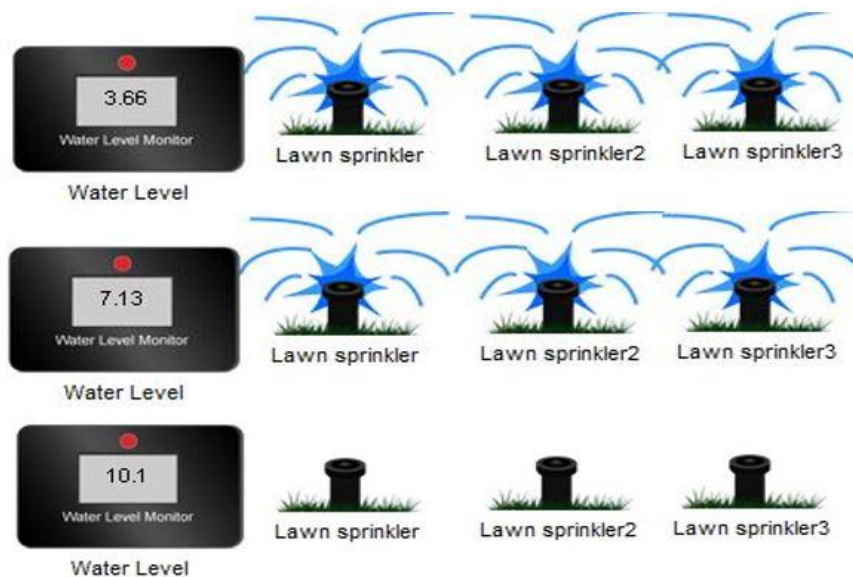 3.66
Water Level Monitor
Water Level
Lawn sprinkler
Lawn sprinkler2
Lawn sprinkler3
7.13
Water Level Monitor
Water Level
Lawn sprinkler
Lawn sprinkler2
Lawn sprinkler3
10.1
Water Level Monitor
Water Level
Lawn sprinkler
Lawn sprinkler2
Lawn sprinkler3